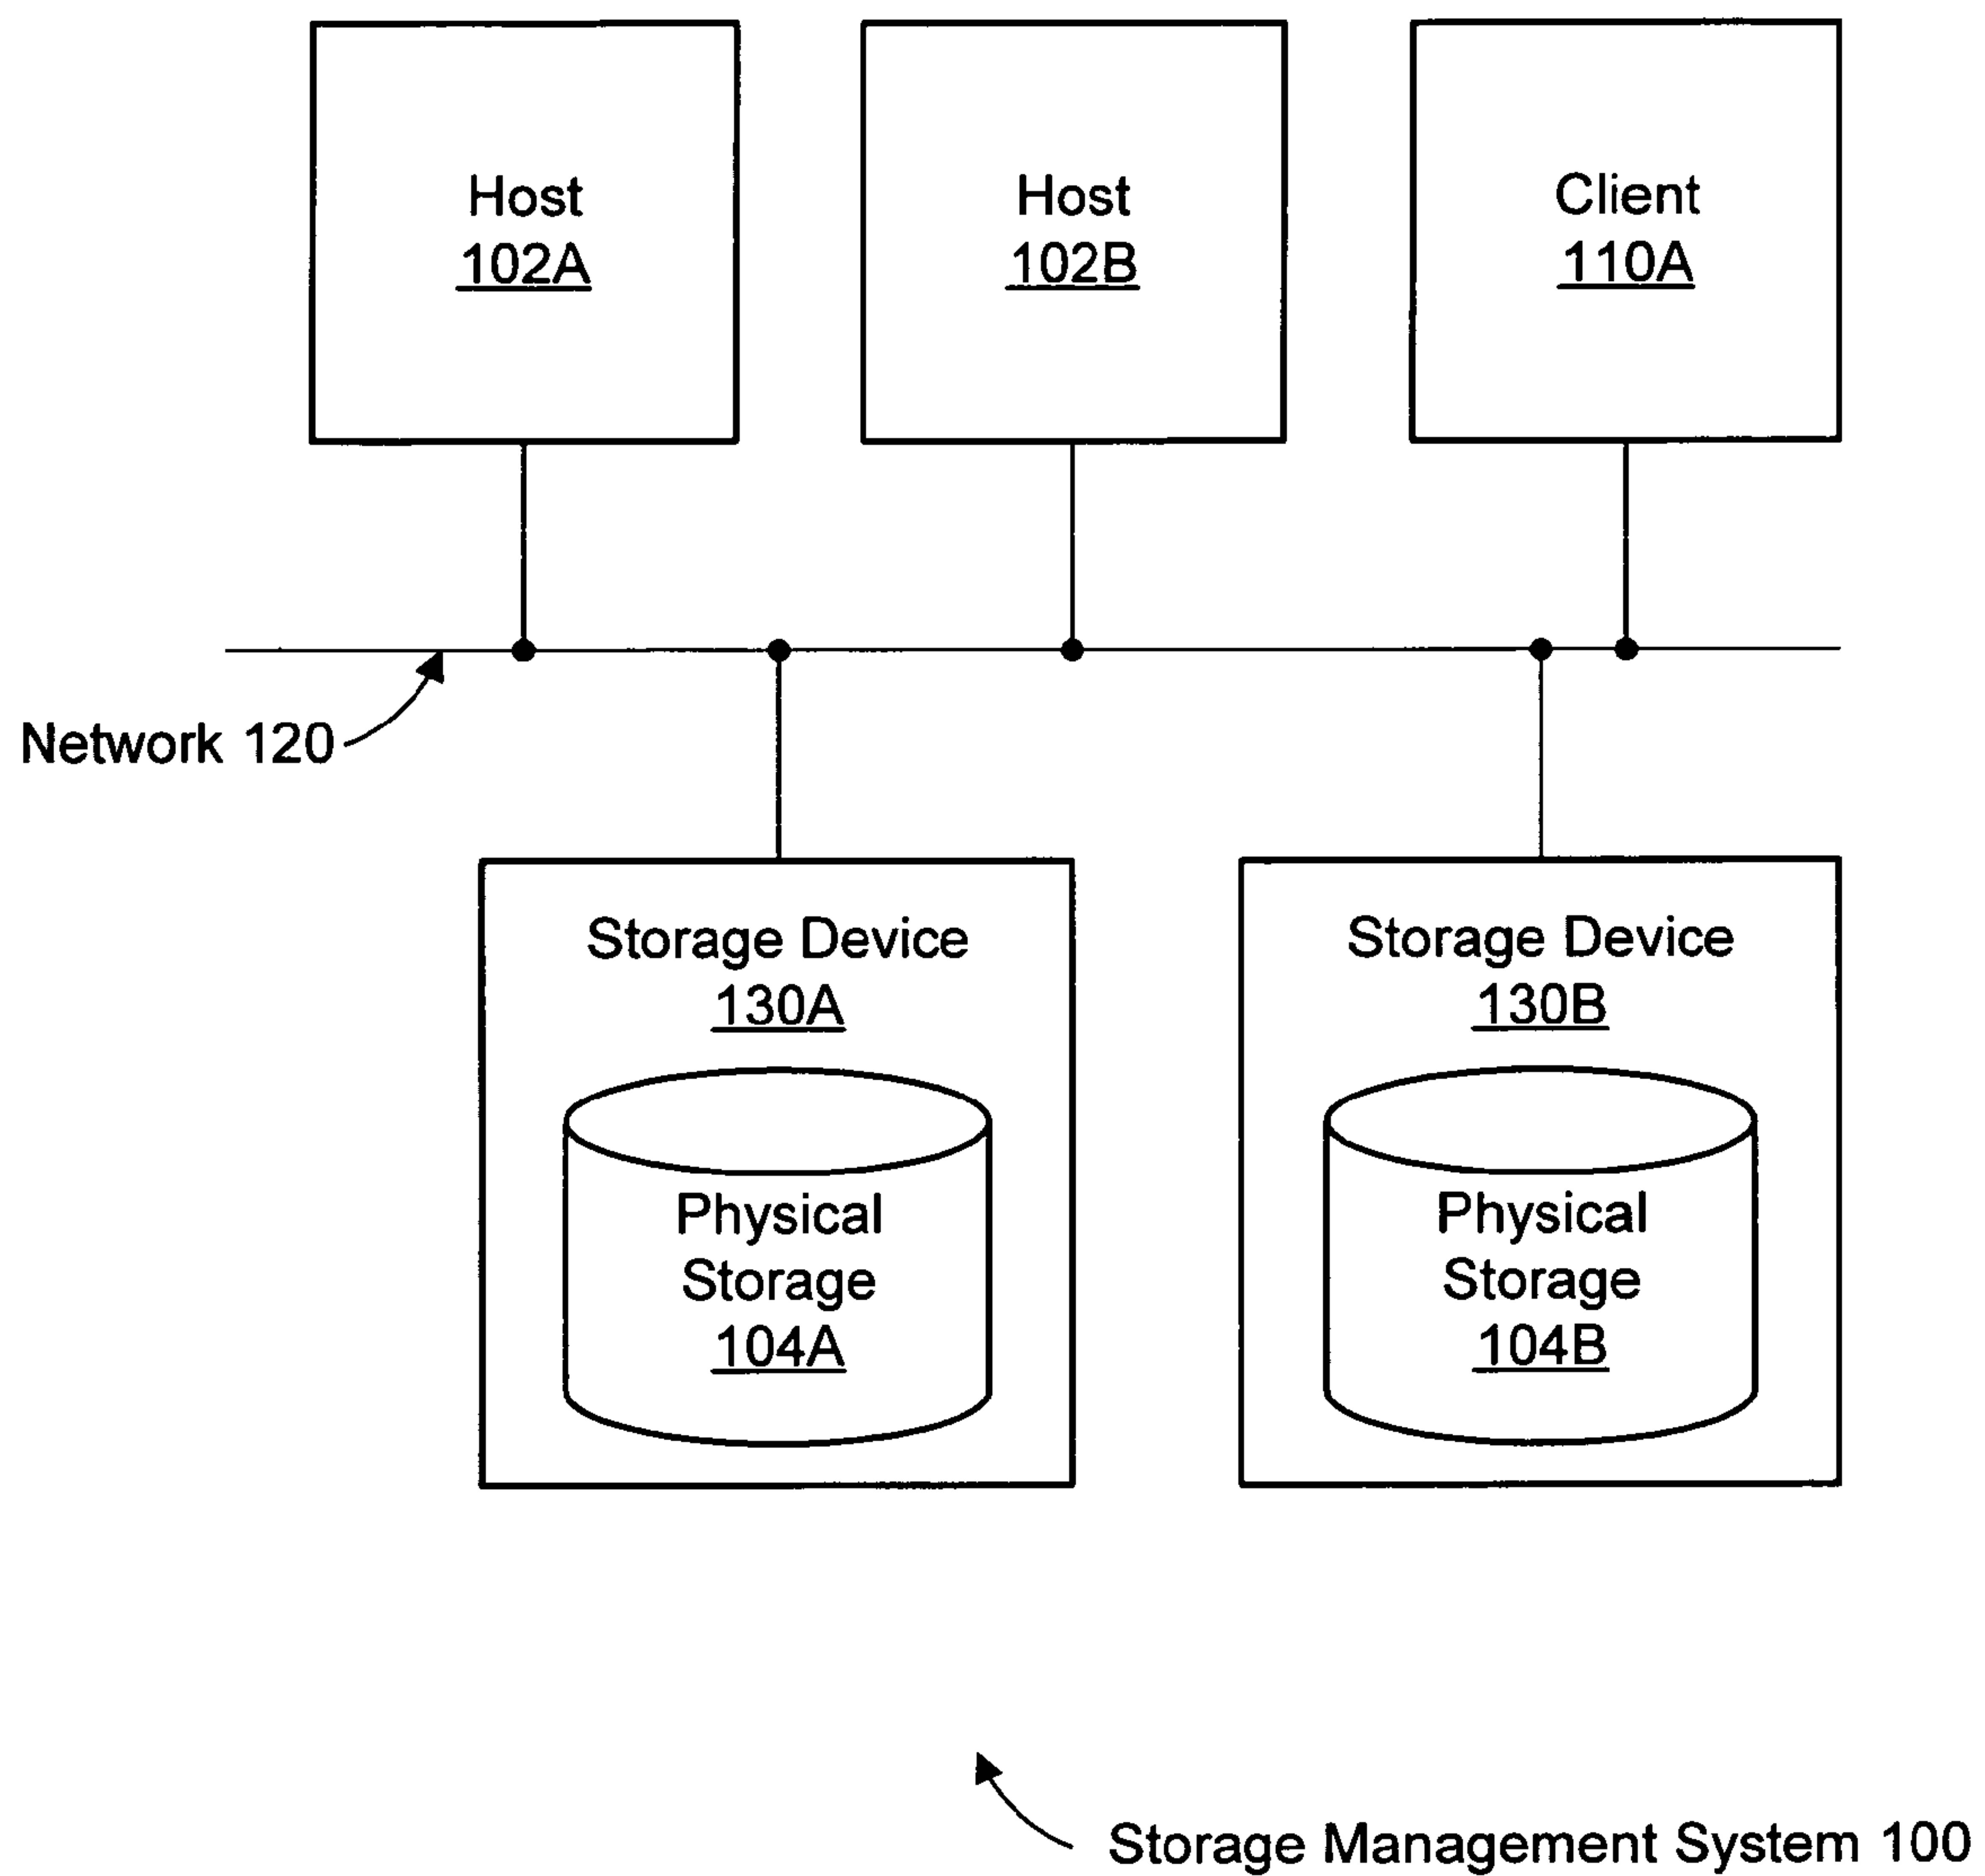 Host
102A
Host
102B
Client
110A
Network 120
Storage Device
130A
Physical
Storage
104A
Storage Device
130B
Physical
Storage
104B
Storage Management System 100